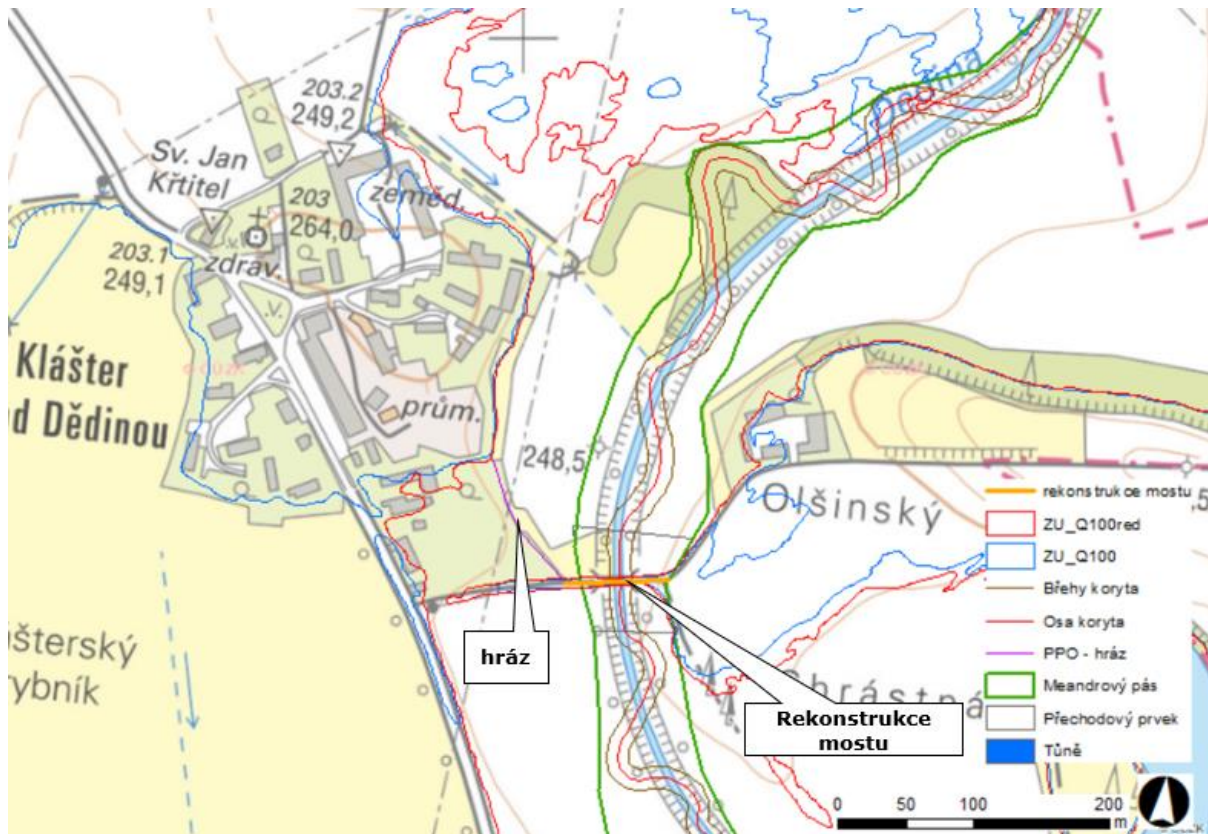 203.2
249,2
Sv. Jan
Křtitel
zeměd.
203
264,0
203.1
249,1
zdrav.
.v.
Klášter
d Dědinou
prům.
248,5
Olšinský
hráz
šterský
rybník
Chrástná
Rekonstrukce
mostu
rekonstrukce mostu
ZU_Q100red
ZU_Q100
Břehy koryta
Osa koryta
PPO - hráz
Meandrový pás
Přechodový prvek
Tůně
0 50 100 200
m